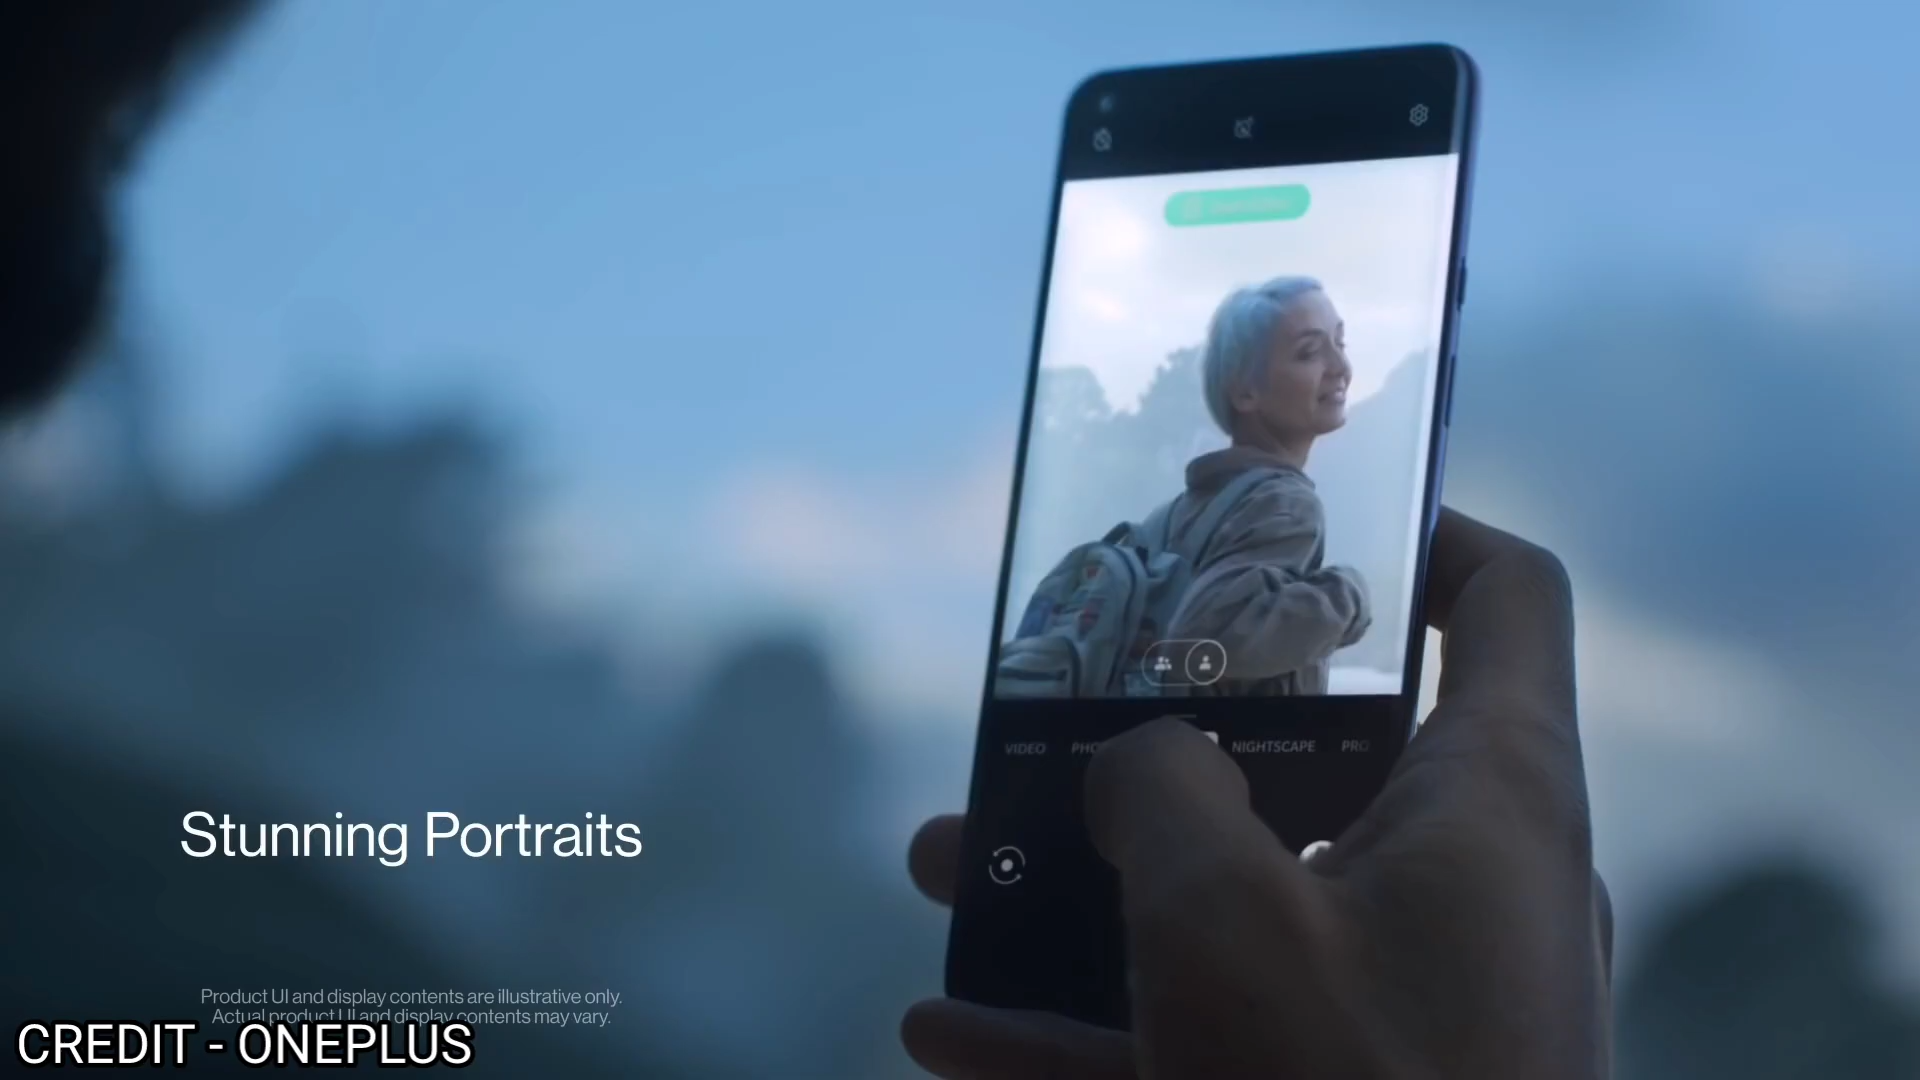 VIDEO
NIGHTSCAPE
PRO
Stunning Portraits
Product UI and display contents are illustrative only.
Actual product UI and display contents may vary.
CREDIT - ONEPLUS